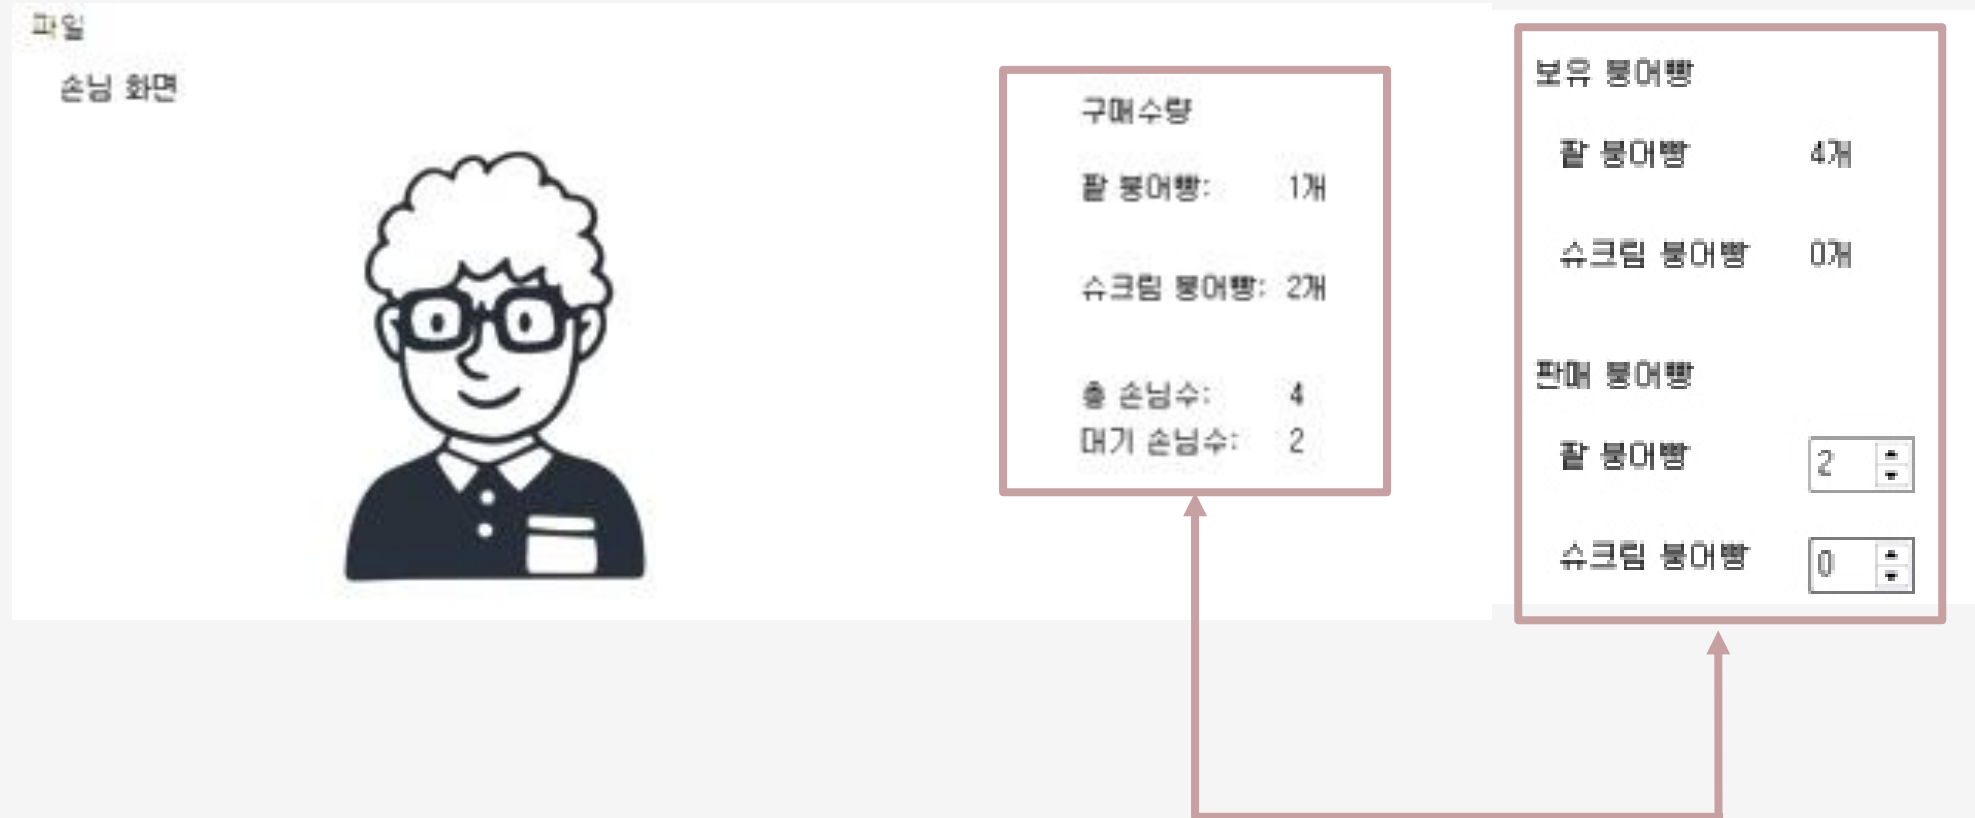 파일
손님 화면
구매수량
팥 붕어빵: 1개
슈크림 붕어빵: 2개
총 손님수: 4
대기 손님수: 2
보유 붕어빵
팥 붕어빵 4개
슈크림 붕어빵 0개
판매 붕어빵
팥 붕어빵 2
슈크림 붕어빵 0